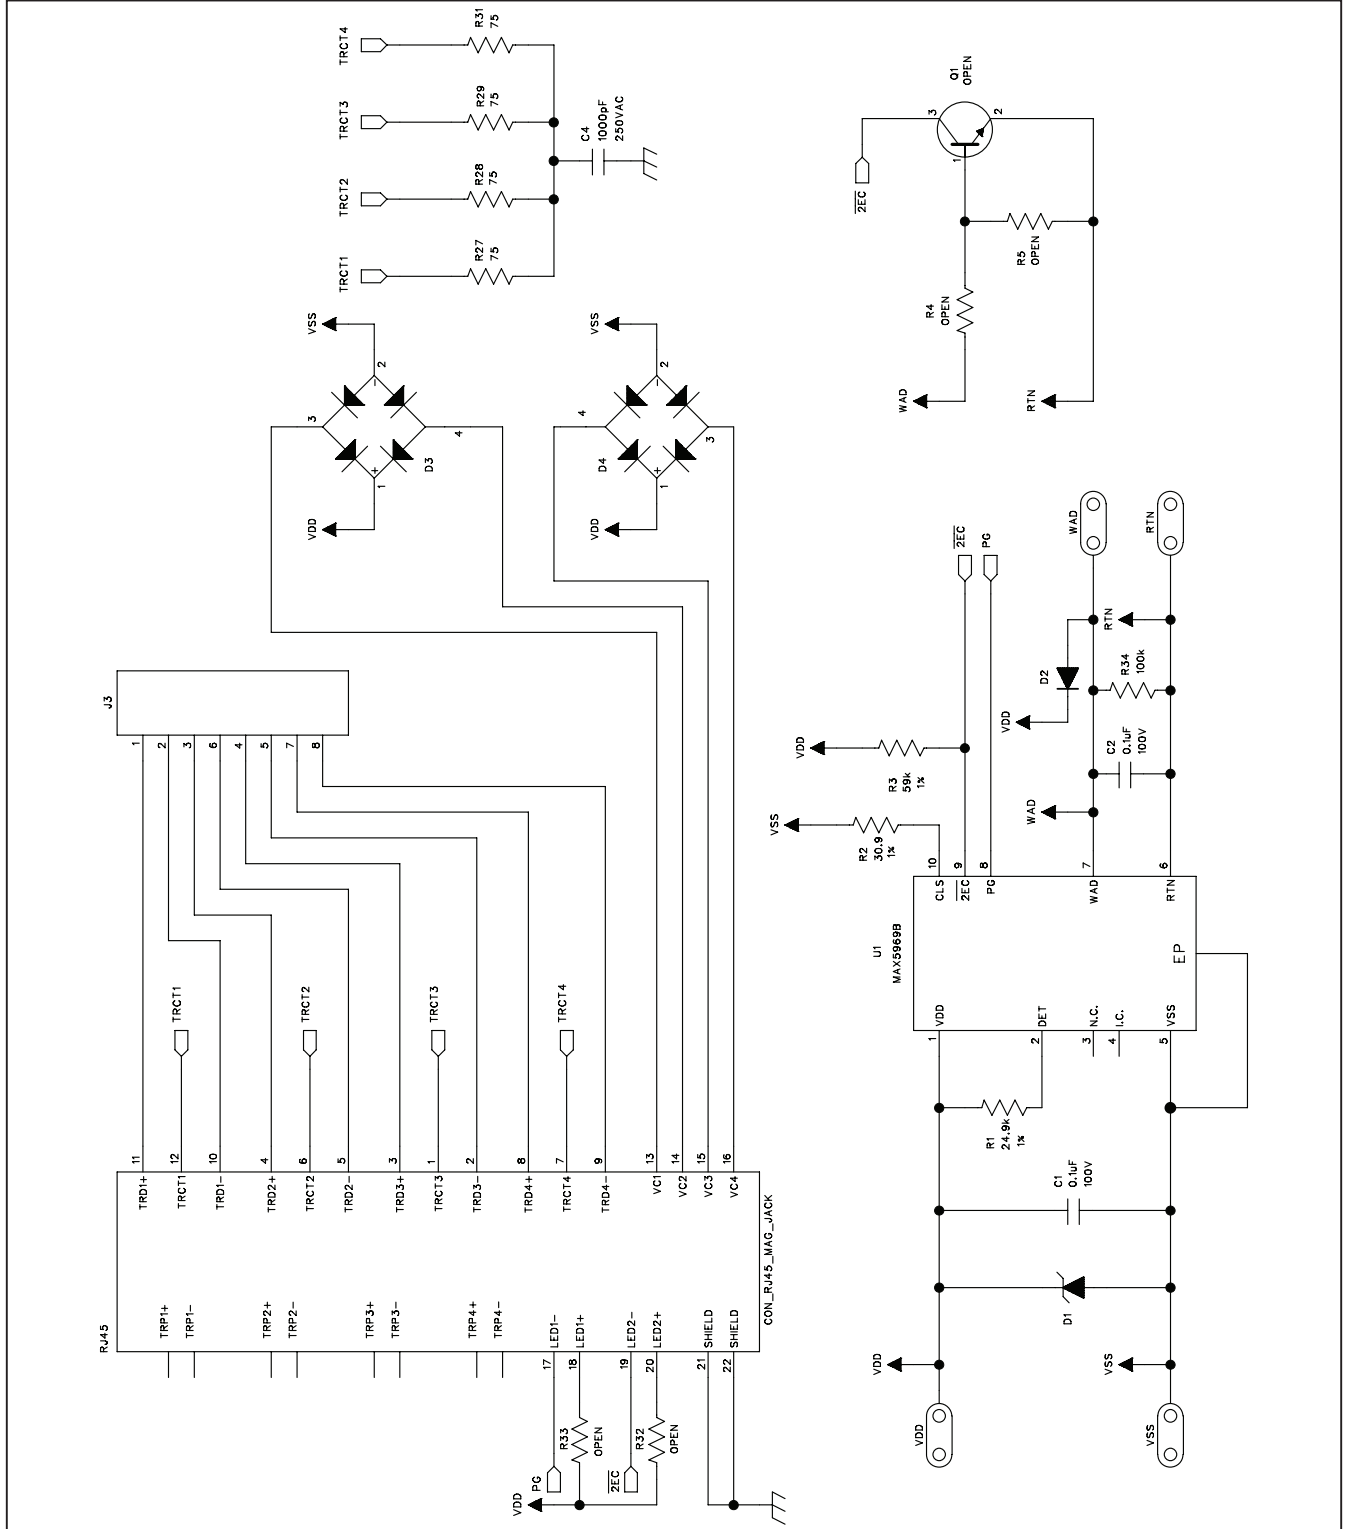 RJ45
TRP1+
TRP1-
TRP2+
TRP2-
TRP3+
TRP3-
TRP4+
TRP4-
17 LED1-
18 LED1+
19 LED2-
20 LED2+
21 SHIELD
22 SHIELD
TRD1+ 11
TRCT1 12
TRD1- 10
TRD2+ 4
TRCT2 6
TRD2- 5
TRD3+ 3
TRCT3 1
TRD3- 2
TRD4+ 8
TRCT4 7
TRD4- 9
VC1 13
VC2 14
VC3 15
VC4 16
CON_RJ45_MAG_JACK
PG
R33
OPEN
2EC
R32
OPEN
VDD
TRCT1
TRCT2
TRCT3
TRCT4
J3
1
2
3
6
4
5
7
8
VDD
1
+
3
D3
4
-
2
VSS
VDD
1
+
4
D4
3
-
2
VSS
TRCT1
R27
75
TRCT2
R28
75
TRCT3
R29
75
TRCT4
R31
75
C4
1000pF
250VAC
VDD
VDD
VSS
VSS
D1
C1
0.1uF
100V
R1
24.9k
1%
U1
MAX5969B
1 VDD
2 DET
3 N.C.
4 I.C.
5 VSS
EP
CLS 10
2EC 9
PG 8
WAD 7
RTN 6
VSS
R2
30.9
1%
VDD
R3
59k
1%
2EC
PG
WAD
C2
0.1uF
100V
VDD
D2
R34
100k
RTN
WAD
RTN
WAD
R4
OPEN
RTN
R5
OPEN
2EC
1
3
2
Q1
OPEN